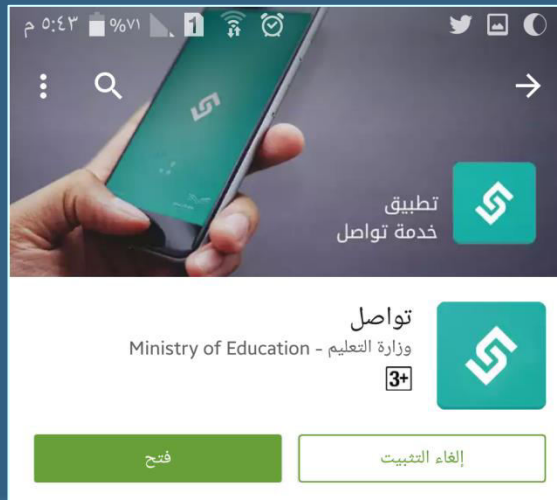 ٥:٤٣ م %٧١ 1
تطبيق
خدمة تواصل
تواصل
وزارة التعليم - Ministry of Education
3+
إلغاء التثبيت
فتح